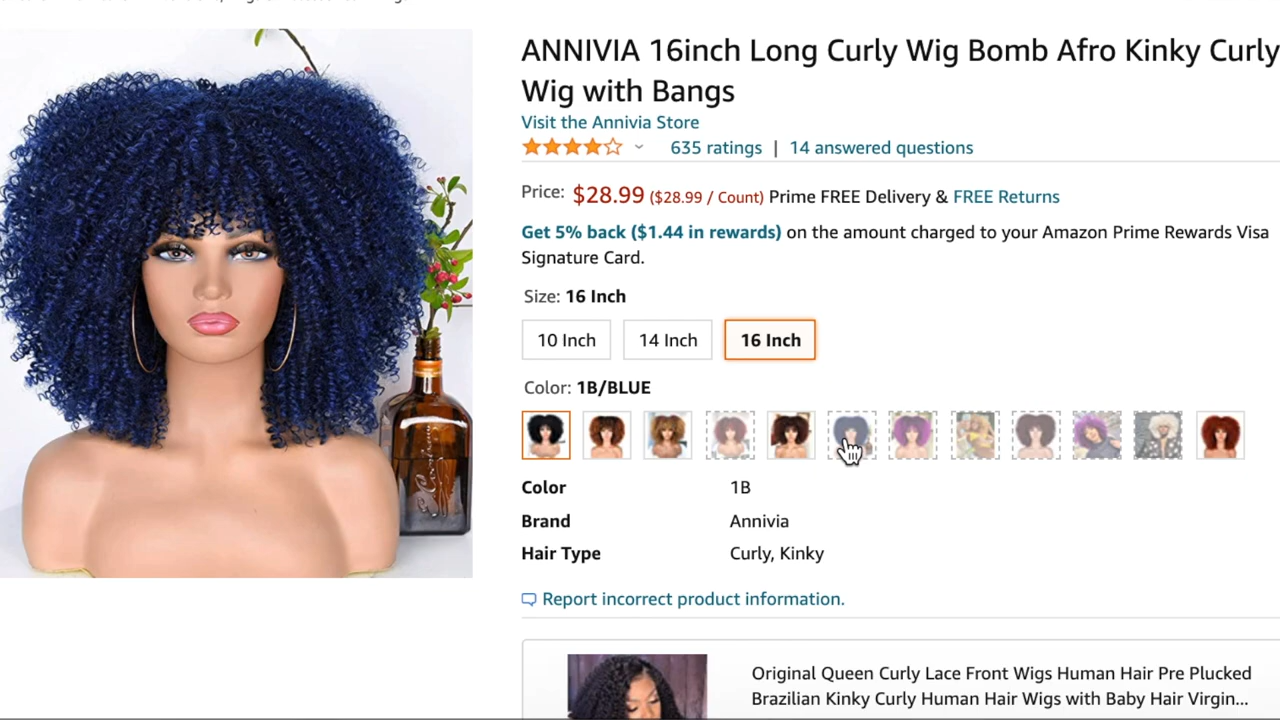 ANNIVIA 16inch Long Curly Wig Bomb Afro Kinky Curly
Wig with Bangs
Visit the Annivia Store
635 ratings | 14 answered questions
Price: $28.99 ($28.99 / Count) Prime FREE Delivery & FREE Returns
Get 5% back ($1.44 in rewards) on the amount charged to your Amazon Prime Rewards Visa
Signature Card.
Size: 16 Inch
10 Inch 14 Inch 16 Inch
Color: 1B/BLUE
Color 1B
Brand Annivia
Hair Type Curly, Kinky
Report incorrect product information.
Original Queen Curly Lace Front Wigs Human Hair Pre Plucked
Brazilian Kinky Curly Human Hair Wigs with Baby Hair Virgin...